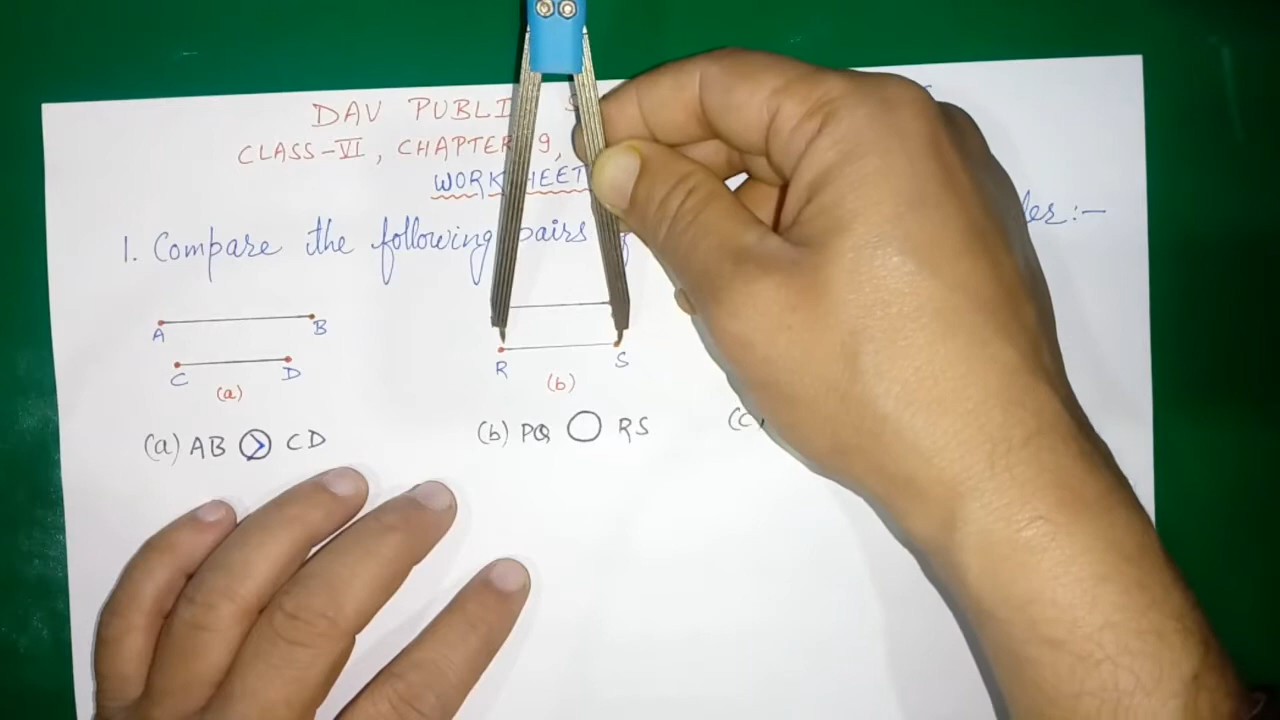 DAV PUBLI
CLASS-VI, CHAPTER 9,
WORKSHEET
1. Compare the following pairs
A B
C D
(a)
R S
(b)
(a) AB > CD
(b) PQ ◯ RS
(c)